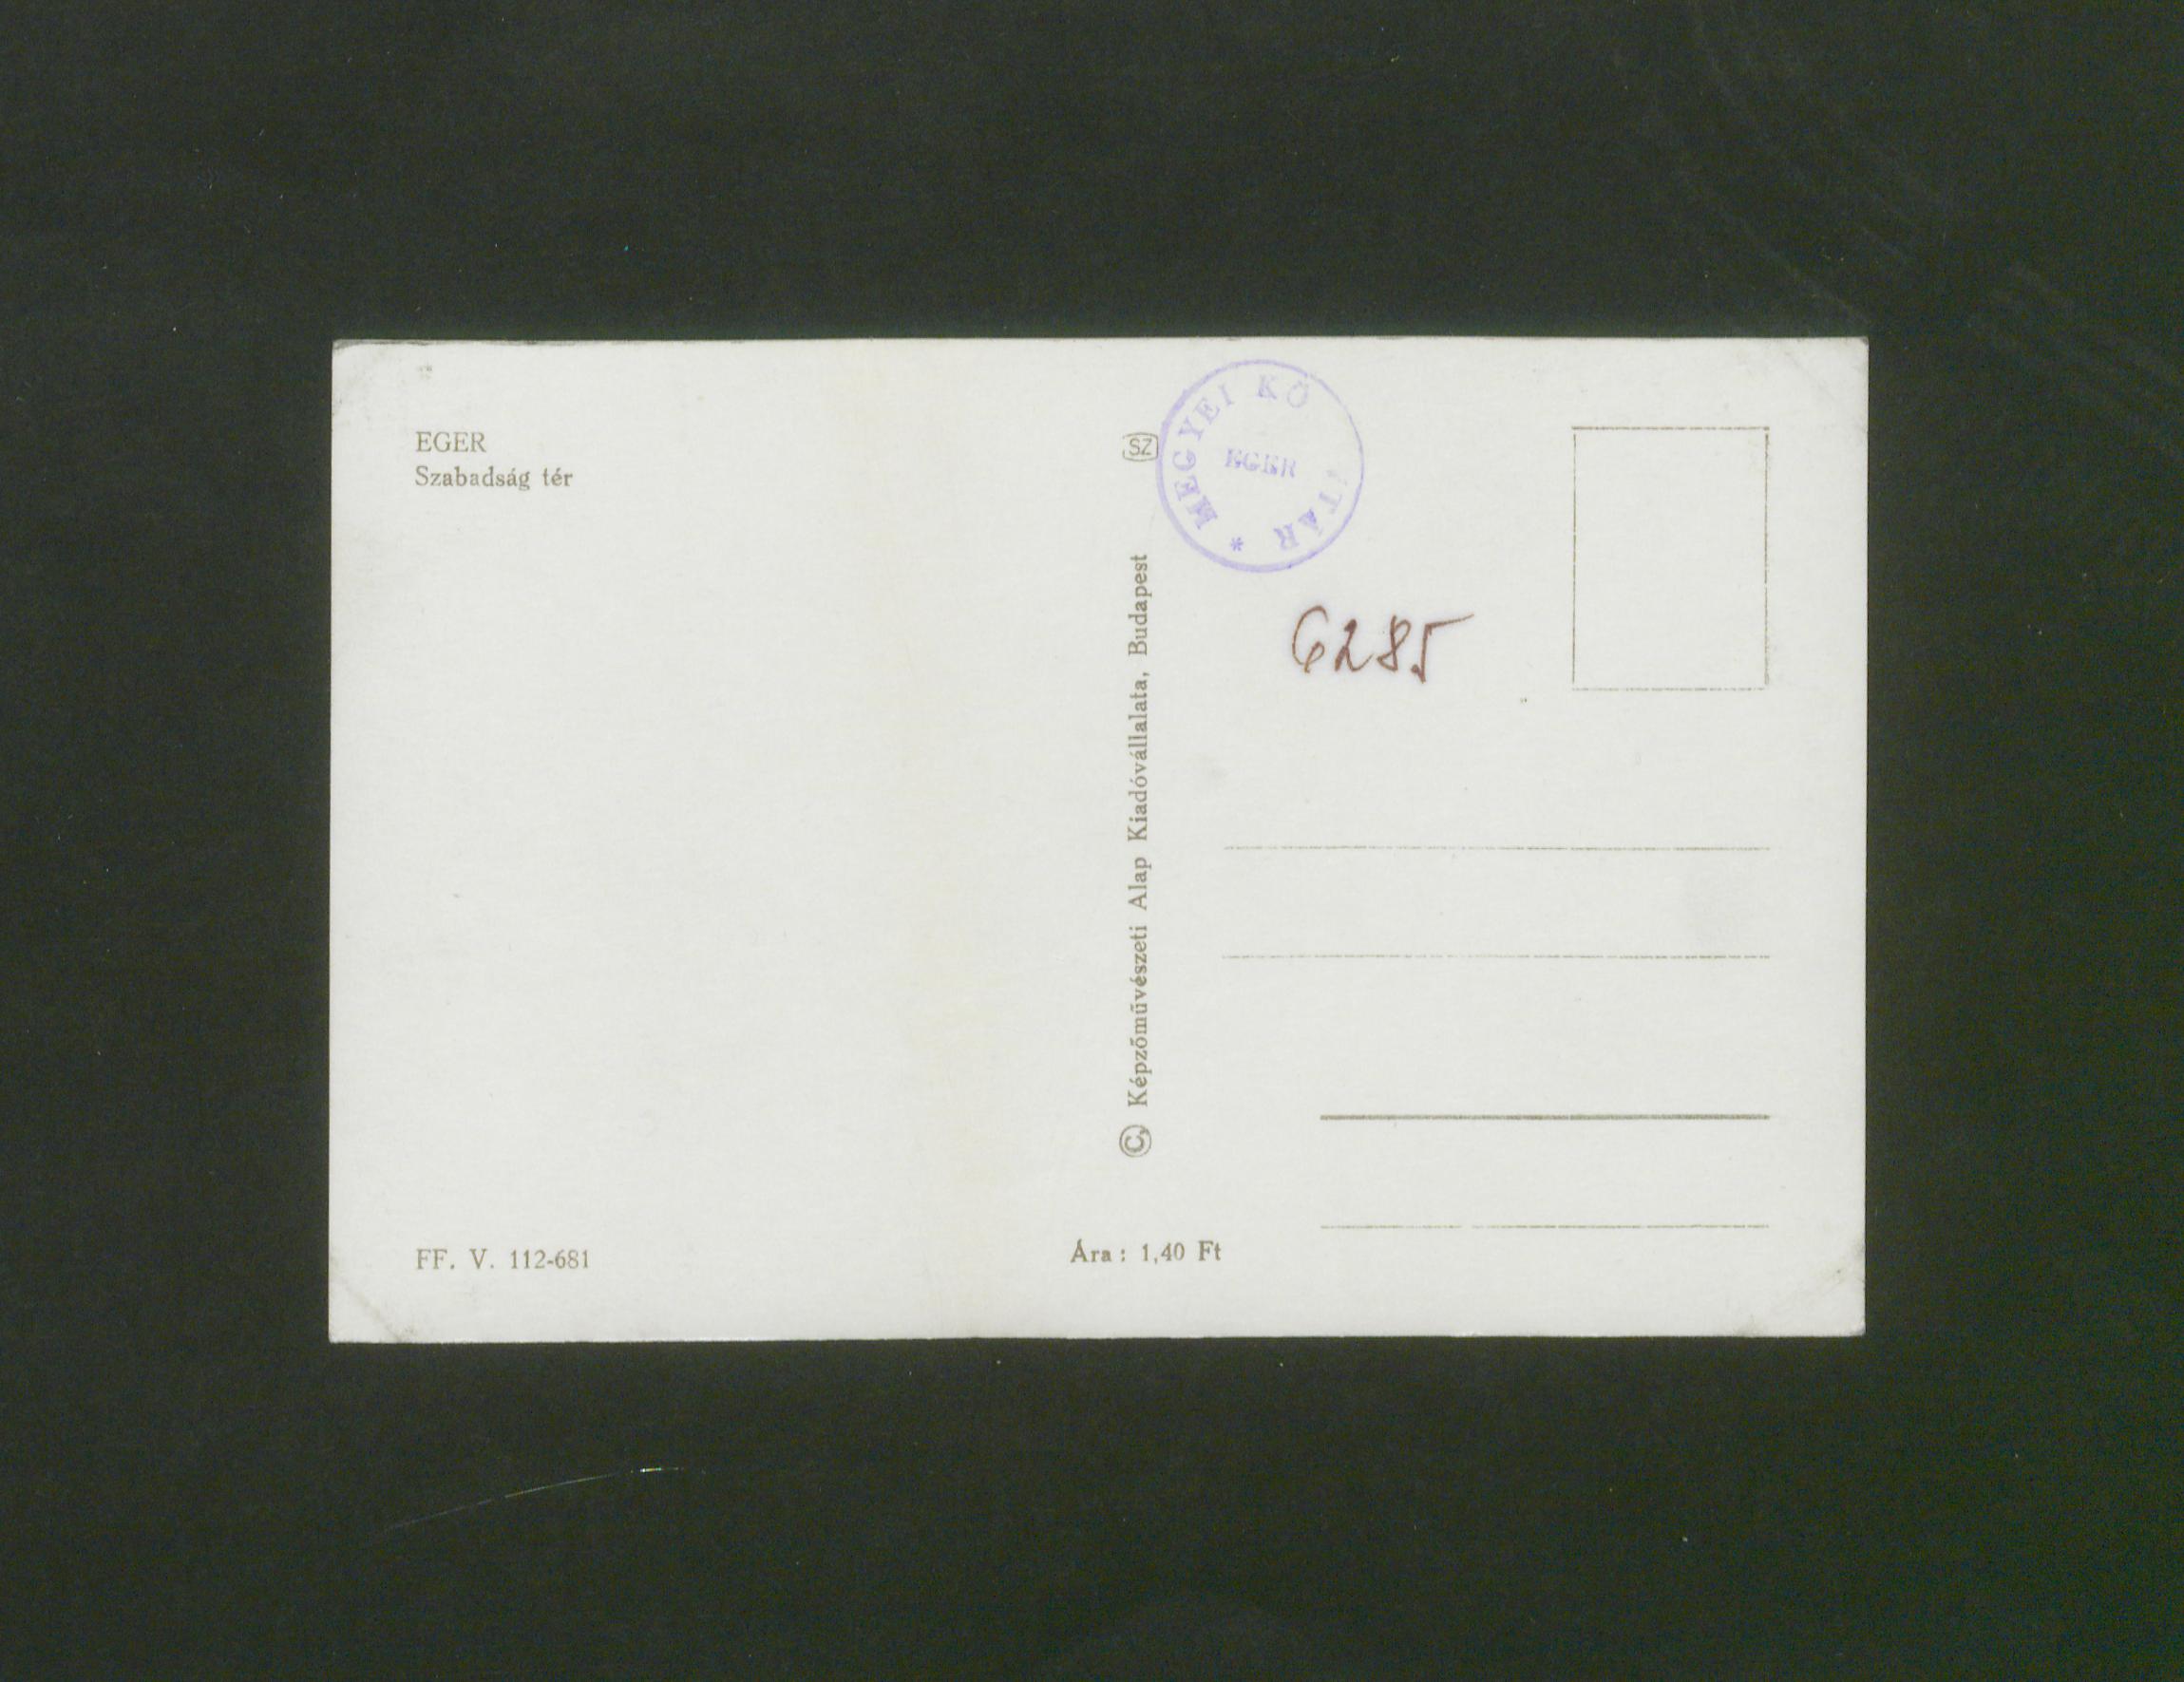 EGER
Szabadság tér
SZ
MEGYEI KÖ TÁR *
EGER
6285
© Képzőművészeti Alap Kiadóvállalata, Budapest
FF. V. 112-681
Ára: 1,40 Ft